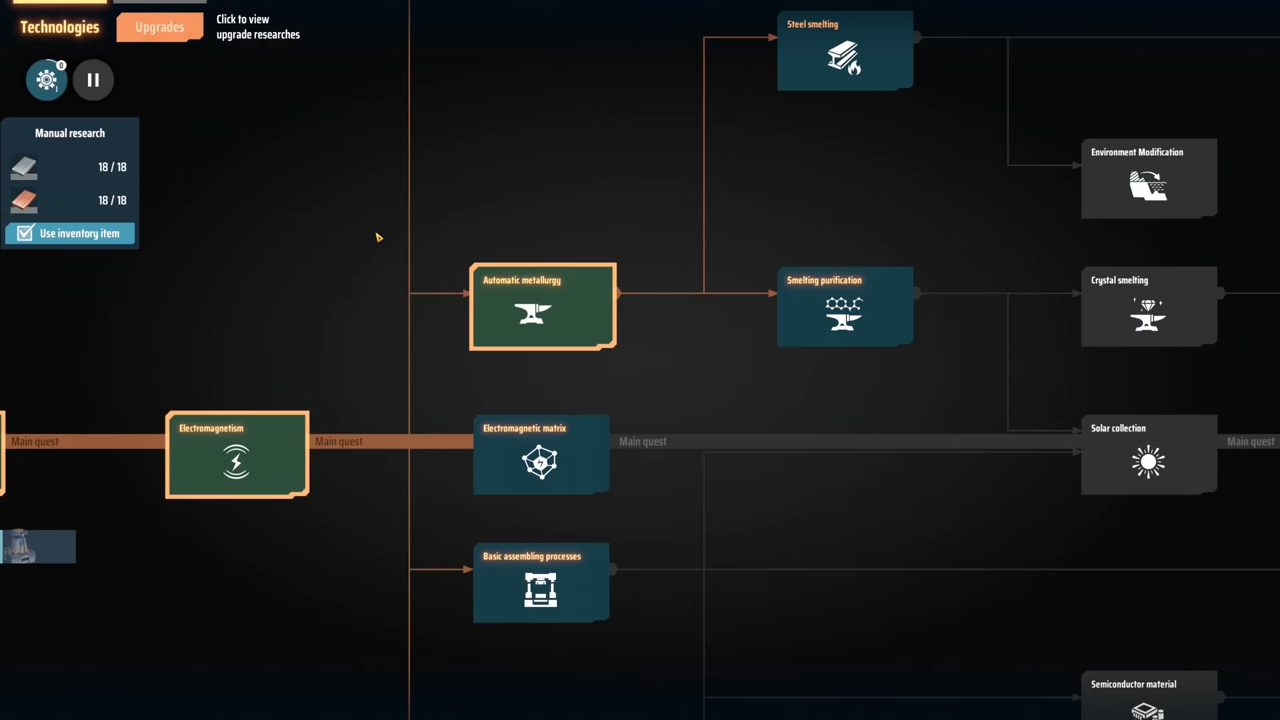 Technologies
Upgrades
Click to view
upgrade researches
0
Manual research
18 / 18
18 / 18
Use inventory item
Steel smelting
Environment Modification
Automatic metallurgy
Smelting purification
Crystal smelting
Main quest
Electromagnetism
Main quest
Electromagnetic matrix
Main quest
Solar collection
Main quest
Basic assembling processes
Semiconductor material